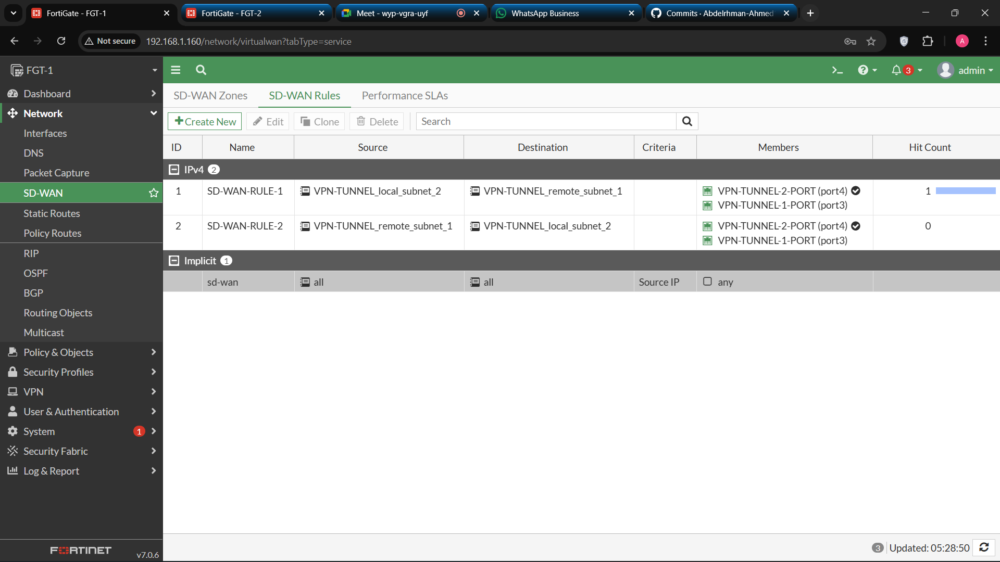 FortiGate - FGT-1
FortiGate - FGT-2
Meet - wyp-vgra-uyf
WhatsApp Business
Commits · Abdelrhman-Ahmed
Not secure
192.168.1.160/network/virtualwan?tabType=service
A
FGT-1
3
admin
Dashboard
Network
Interfaces
DNS
Packet Capture
SD-WAN
Static Routes
Policy Routes
RIP
OSPF
BGP
Routing Objects
Multicast
Policy & Objects
Security Profiles
VPN
User & Authentication
System 1
Security Fabric
Log & Report
FORTINET
v7.0.6
SD-WAN Zones SD-WAN Rules Performance SLAs
Create New Edit Clone Delete Search
ID Name Source Destination Criteria Members Hit Count
IPv4 2
1 SD-WAN-RULE-1 VPN-TUNNEL_local_subnet_2 VPN-TUNNEL_remote_subnet_1 VPN-TUNNEL-2-PORT (port4) 1
VPN-TUNNEL-1-PORT (port3)
2 SD-WAN-RULE-2 VPN-TUNNEL_remote_subnet_1 VPN-TUNNEL_local_subnet_2 VPN-TUNNEL-2-PORT (port4) 0
VPN-TUNNEL-1-PORT (port3)
Implicit 1
sd-wan all all Source IP any
3 Updated: 05:28:50